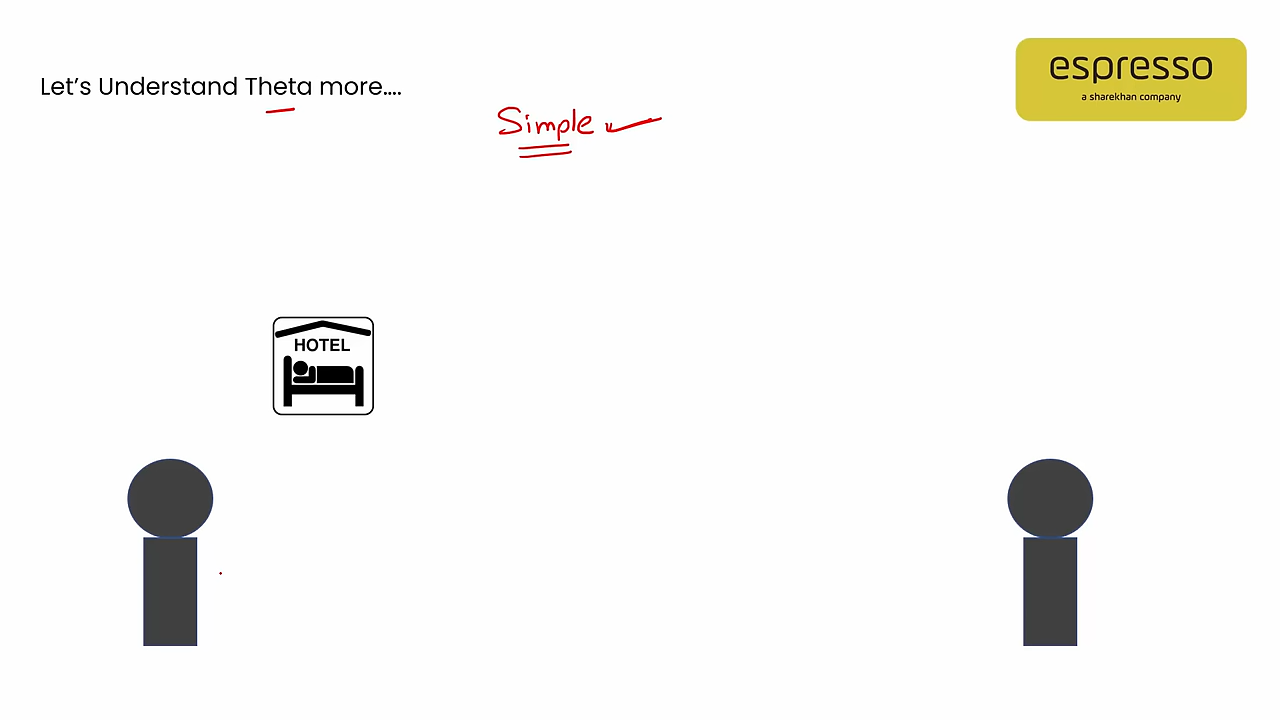 Let's Understand Theta more....
espresso
a sharekhan company
Simple
HOTEL